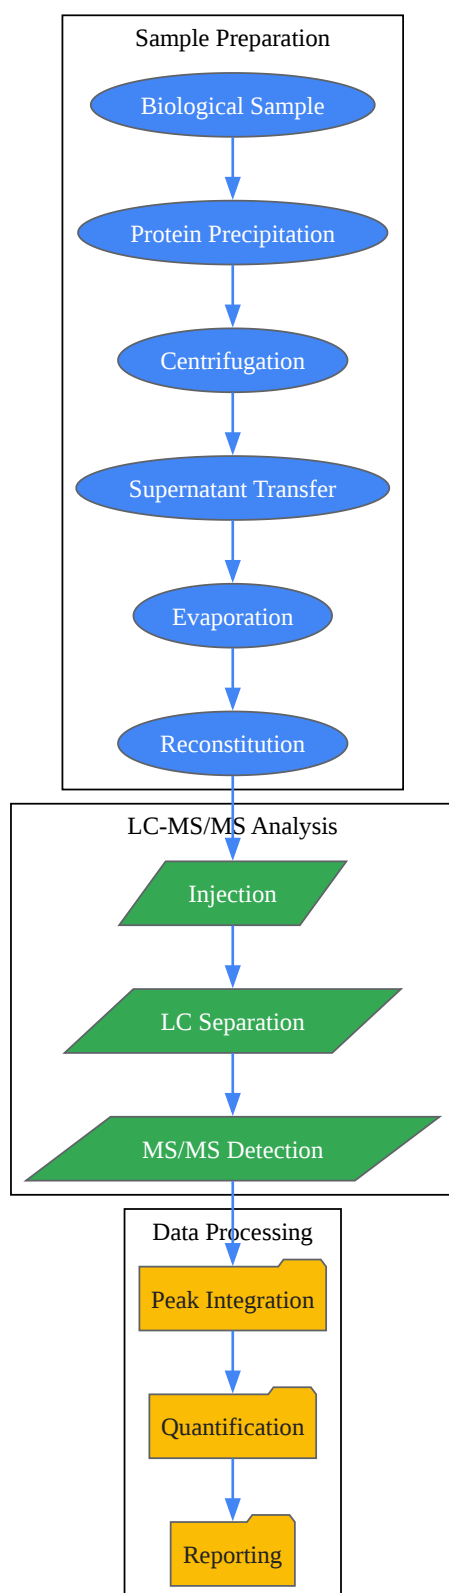 Sample Preparation
Biological Sample
Protein Precipitation
Centrifugation
Supernatant Transfer
Evaporation
Reconstitution
LC-MS/MS Analysis
Injection
LC Separation
MS/MS Detection
Data Processing
Peak Integration
Quantification
Reporting